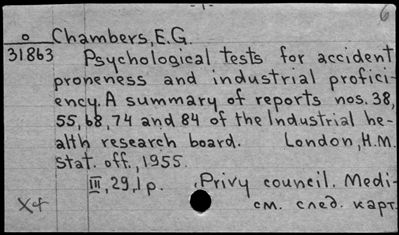 -1-
6
o Chambers, E.G.
31863 Psychological tests for accident
proneness and industrial profici-
ency. A summary of reports nos. 38,
55, 68, 74 and 84 of the Industrial he-
alth research board. London, H.M.
Stat. off., 1955.
III, 29, 1 p. Privy council. Medi-
X4 см. след. карт.